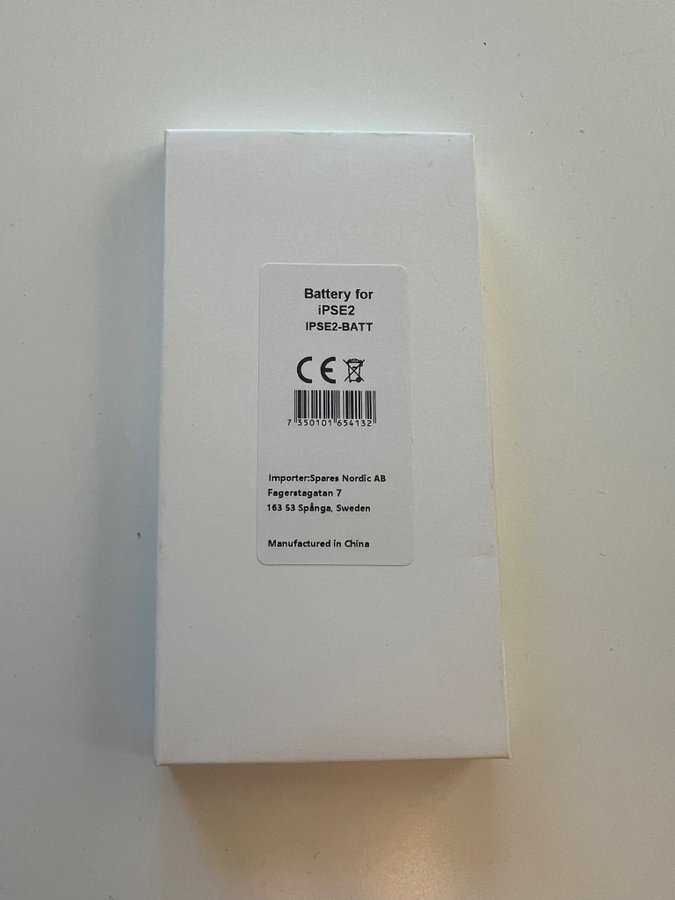 Battery for
iPSE2
IPSE2-BATT
CE
7 350101 654132
Importer:Spares Nordic AB
Fagerstagatan 7
163 53 Spånga, Sweden
Manufactured in China